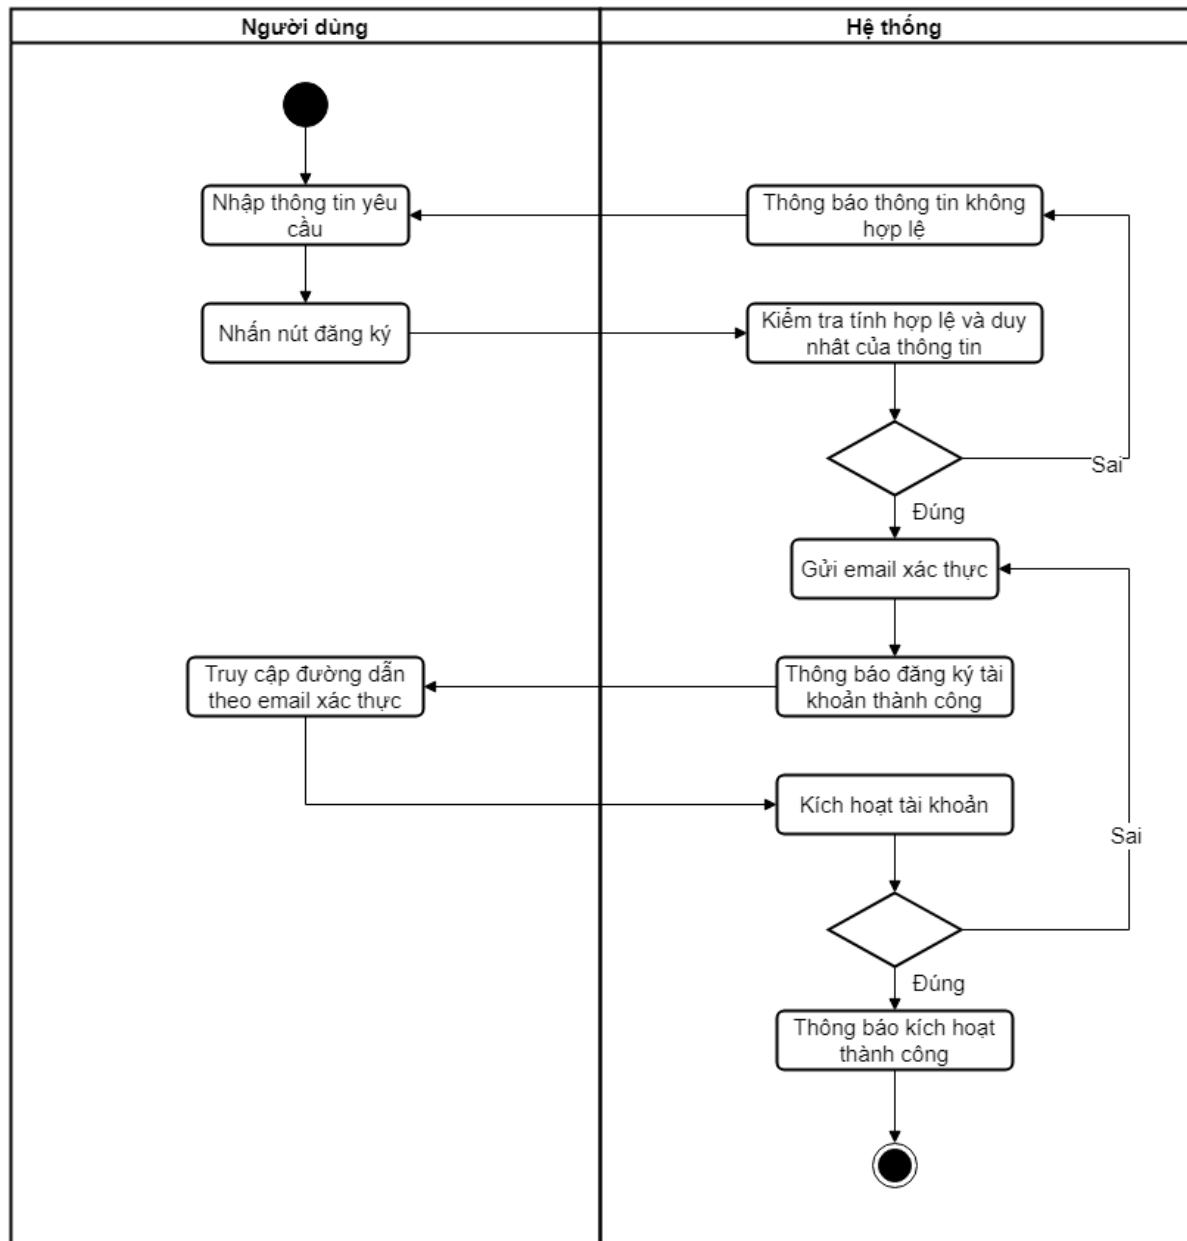 Người dùng
Hệ thống
Nhập thông tin yêu
cầu
Thông báo thông tin không
hợp lệ
Nhấn nút đăng ký
Kiểm tra tính hợp lệ và duy
nhât của thông tin
Sai
Đúng
Gửi email xác thực
Truy cập đường dẫn
theo email xác thực
Thông báo đăng ký tài
khoản thành công
Kích hoạt tài khoản
Sai
Đúng
Thông báo kích hoạt
thành công